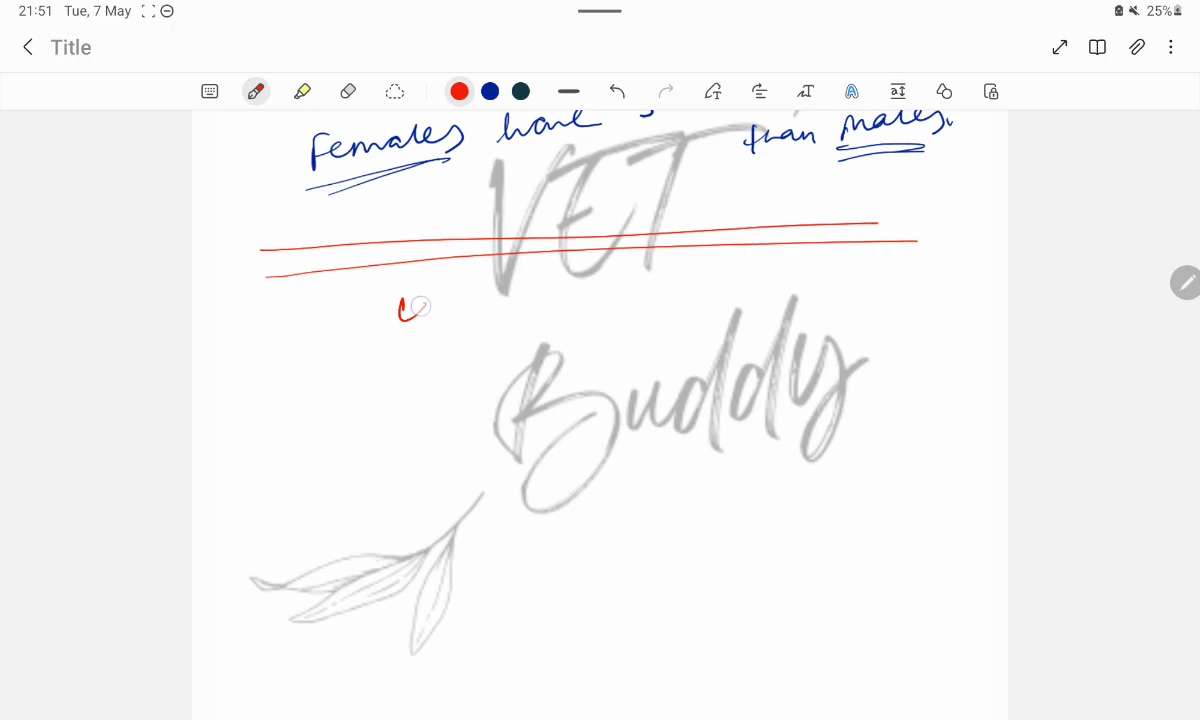 21:51 Tue, 7 May 25%
Title
Females have than males.
VET
Buddy